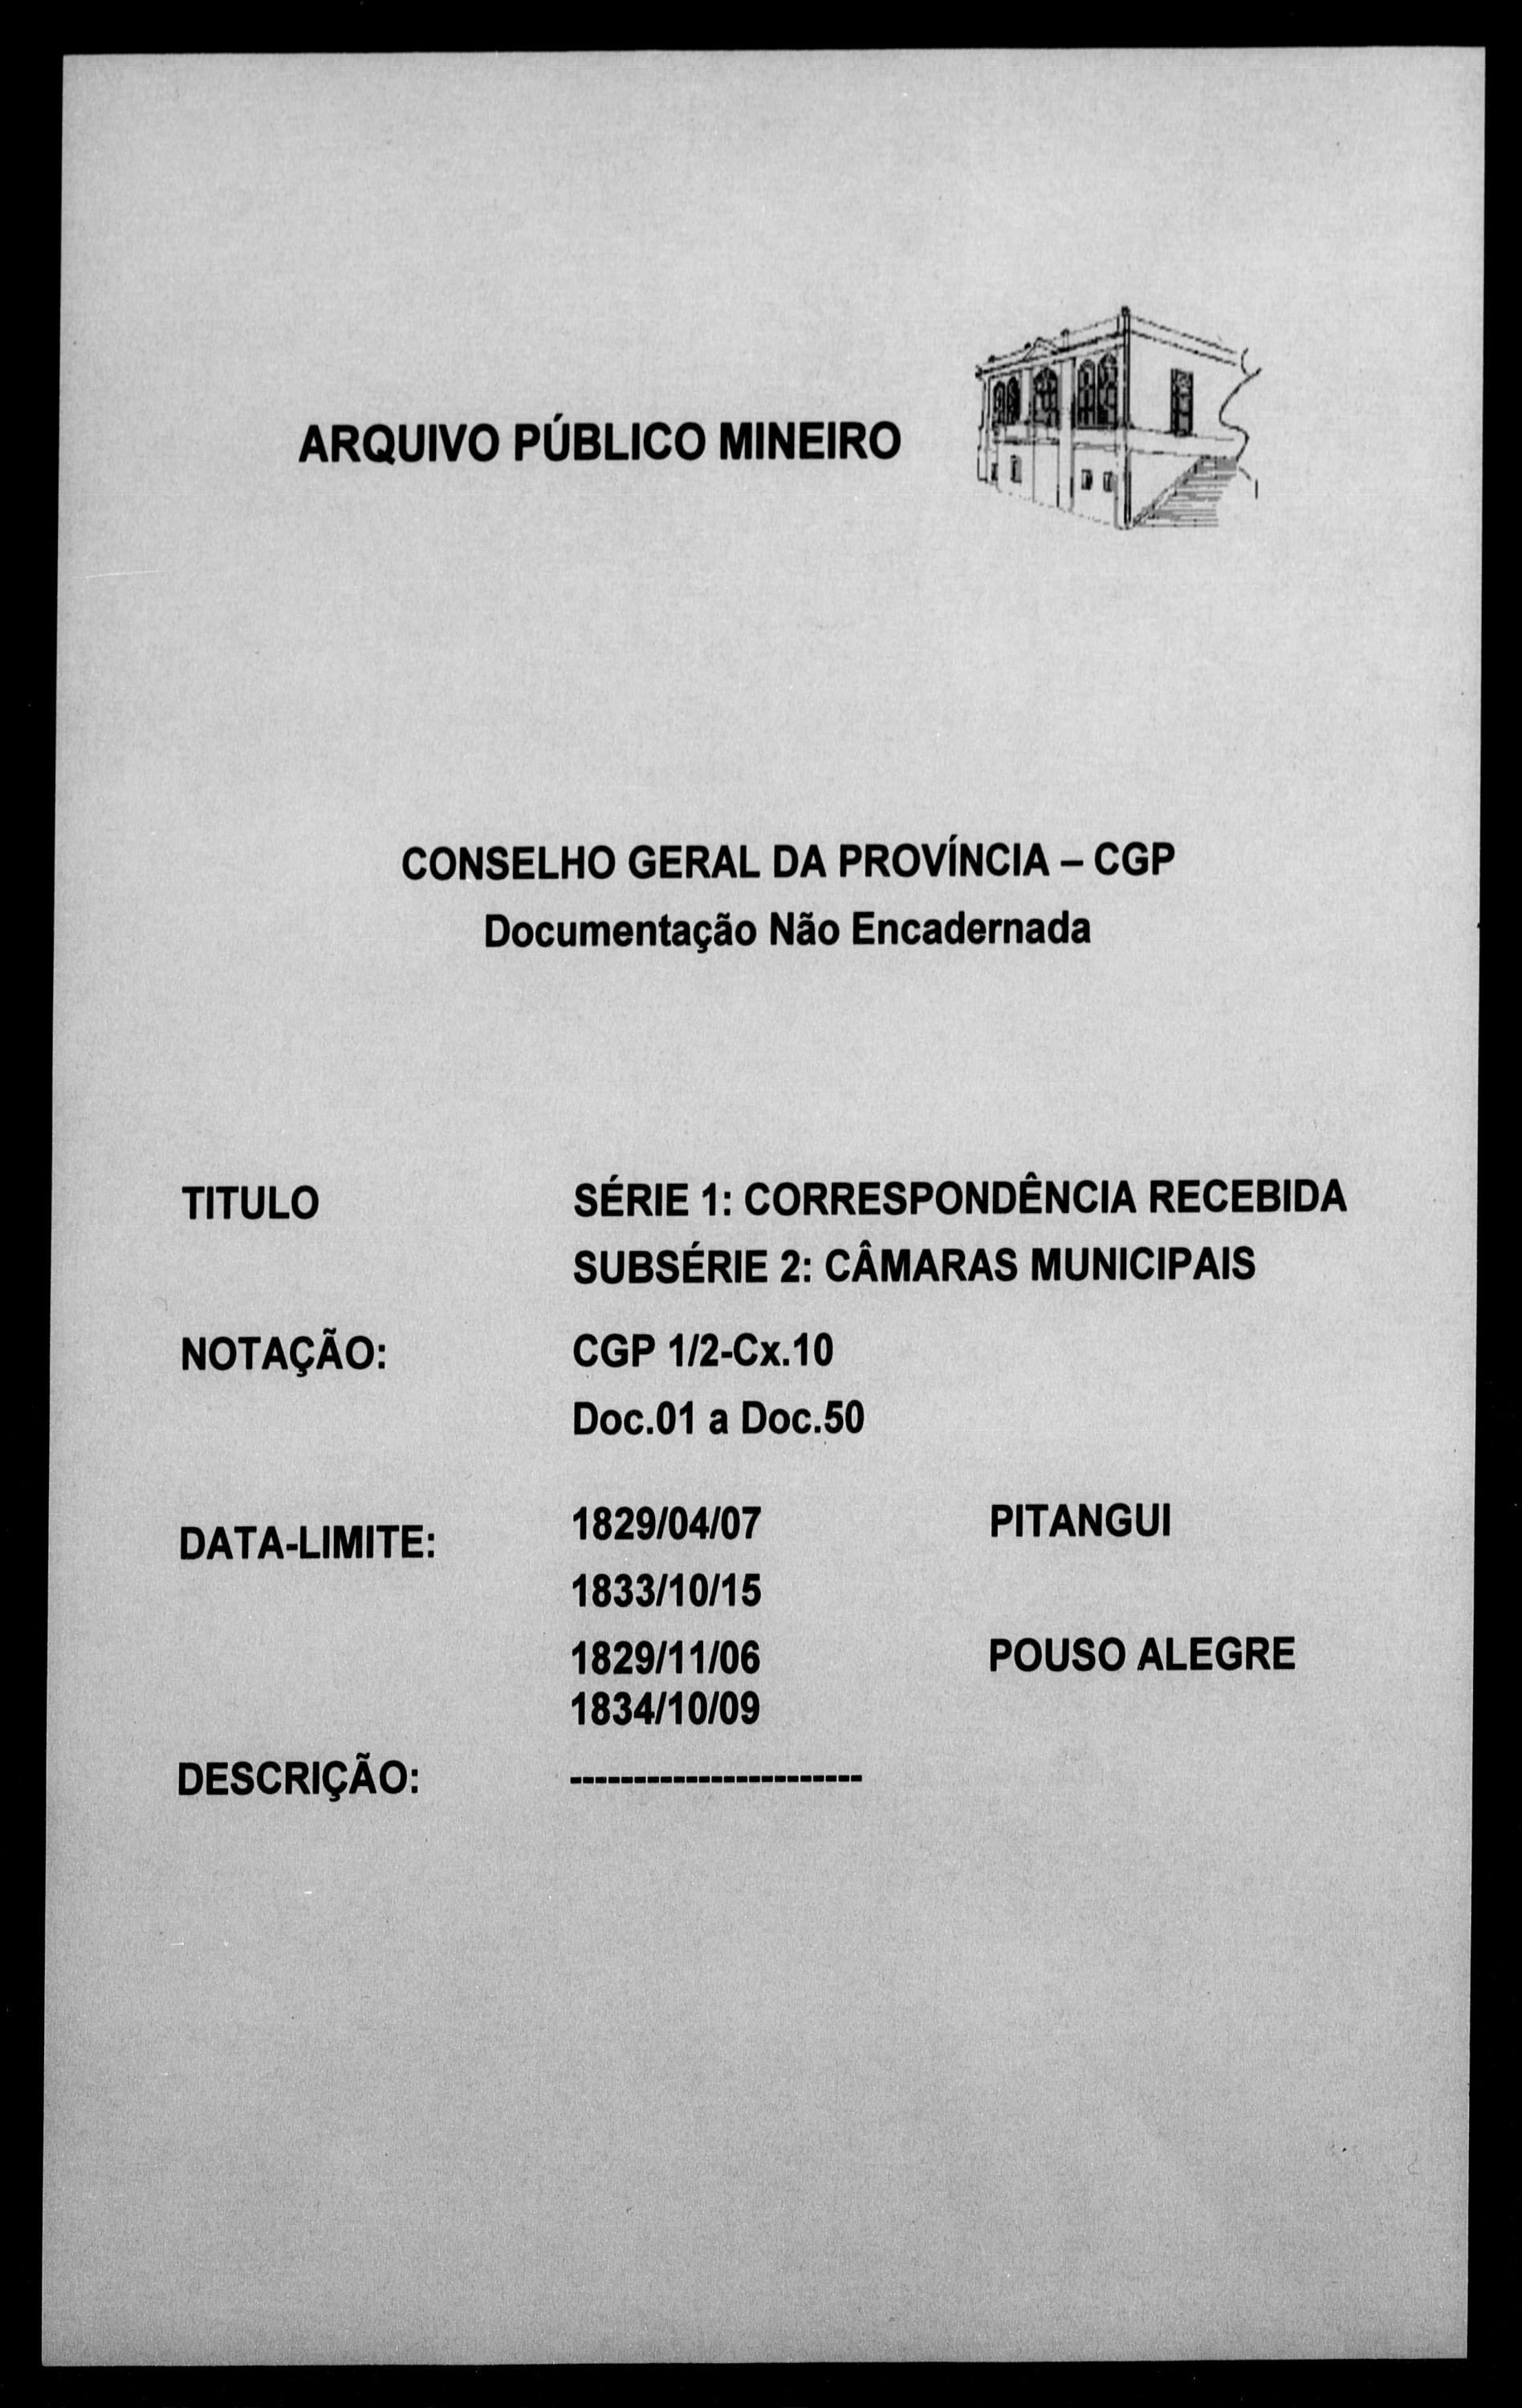 ARQUIVO PÚBLICO MINEIRO
CONSELHO GERAL DA PROVÍNCIA – CGP
Documentação Não Encadernada
TITULO SÉRIE 1: CORRESPONDÊNCIA RECEBIDA
SUBSÉRIE 2: CÂMARAS MUNICIPAIS
NOTAÇÃO: CGP 1/2-Cx.10
Doc.01 a Doc.50
DATA-LIMITE: 1829/04/07 PITANGUI
1833/10/15
1829/11/06 POUSO ALEGRE
1834/10/09
DESCRIÇÃO: -----------------------